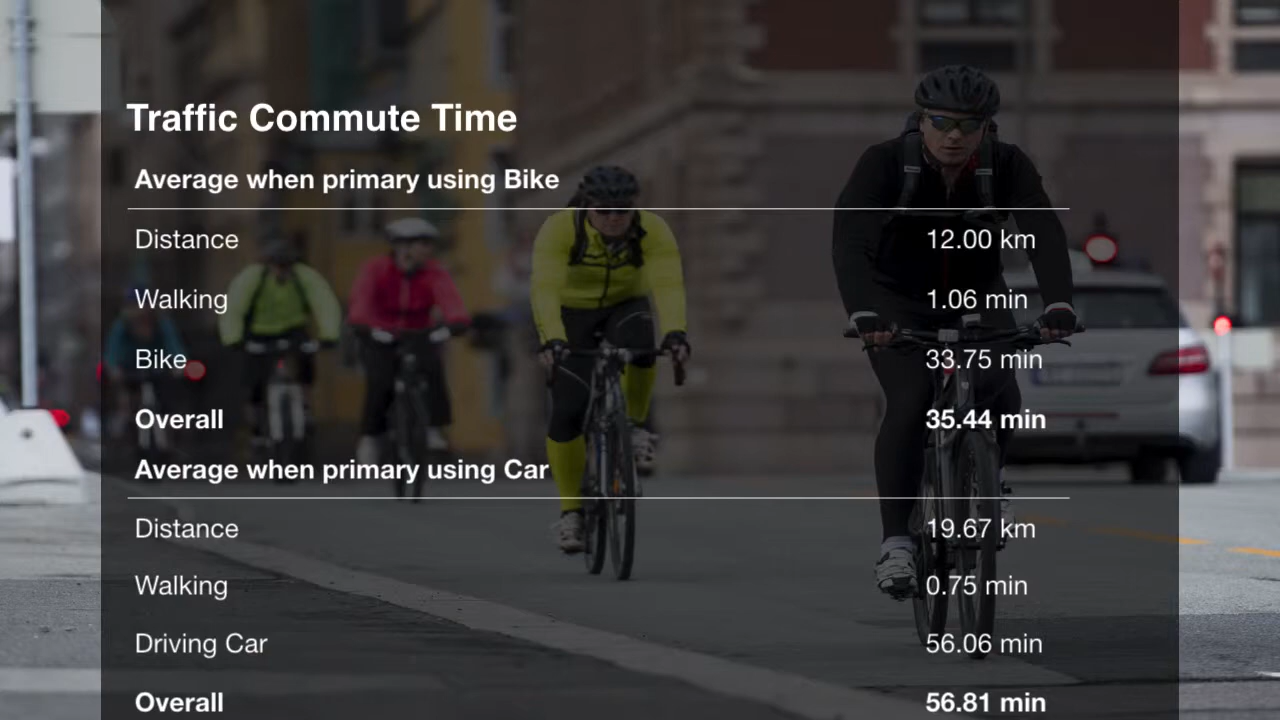 Traffic Commute Time
Average when primary using Bike
Distance 12.00 km
Walking 1.06 min
Bike 33.75 min
Overall 35.44 min
Average when primary using Car
Distance 19.67 km
Walking 0.75 min
Driving Car 56.06 min
Overall 56.81 min